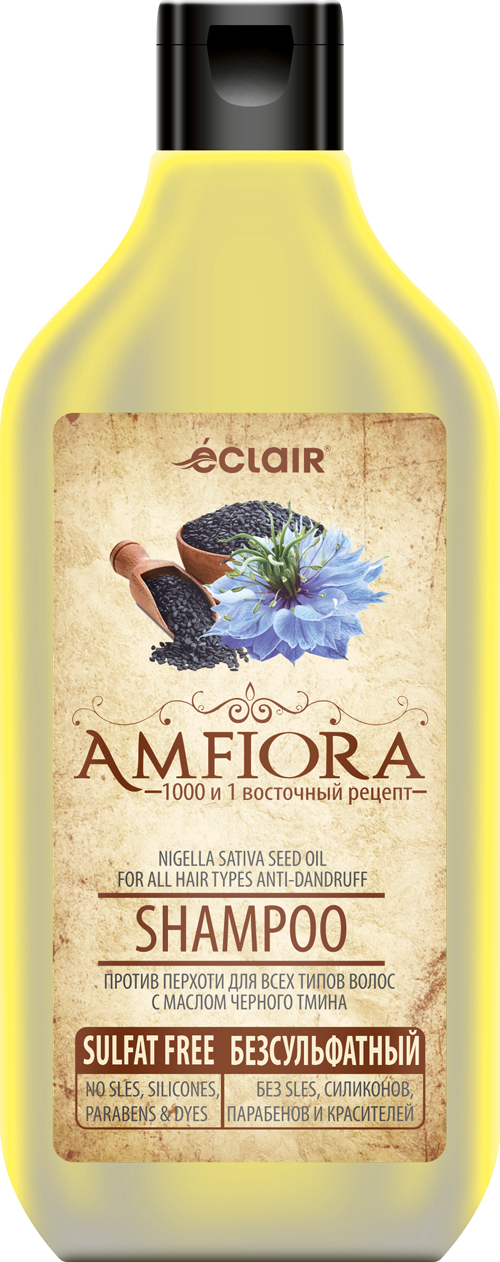 éclair®
AMFIORA
1000 и 1 восточный рецепт
NIGELLA SATIVA SEED OIL
FOR ALL HAIR TYPES ANTI-DANDRUFF
SHAMPOO
ПРОТИВ ПЕРХОТИ ДЛЯ ВСЕХ ТИПОВ ВОЛОС
С МАСЛОМ ЧЕРНОГО ТМИНА
SULFAT FREE БЕЗСУЛЬФАТНЫЙ
NO SLES, SILICONES, БЕЗ SLES, СИЛИКОНОВ,
PARABENS & DYES ПАРАБЕНОВ И КРАСИТЕЛЕЙ